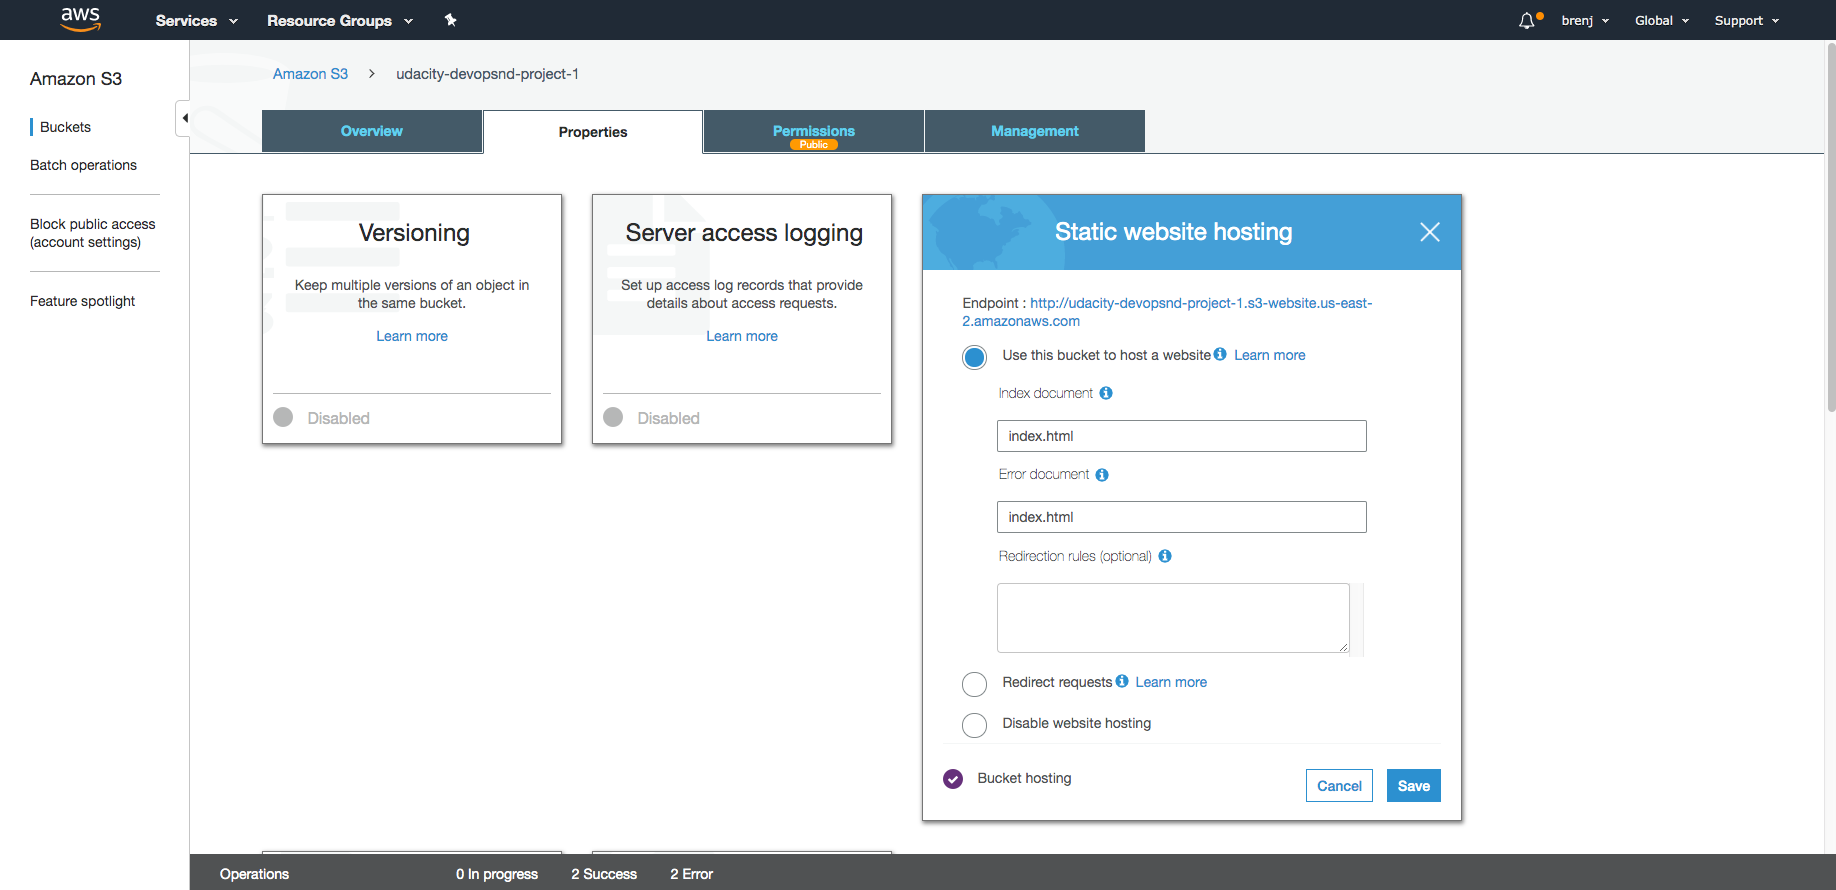 aws Services Resource Groups brenj Global Support
Amazon S3
Buckets
Batch operations
Block public access
(account settings)
Feature spotlight
Amazon S3 > udacity-devopsnd-project-1
Overview Properties Permissions Management
Public
Versioning
Keep multiple versions of an object in
the same bucket.
Learn more
Disabled
Server access logging
Set up access log records that provide
details about access requests.
Learn more
Disabled
Static website hosting
Endpoint : http://udacity-devopsnd-project-1.s3-website.us-east-
2.amazonaws.com
Use this bucket to host a website Learn more
Index document
index.html
Error document
index.html
Redirection rules (optional)
Redirect requests Learn more
Disable website hosting
Bucket hosting
Cancel Save
Operations 0 In progress 2 Success 2 Error